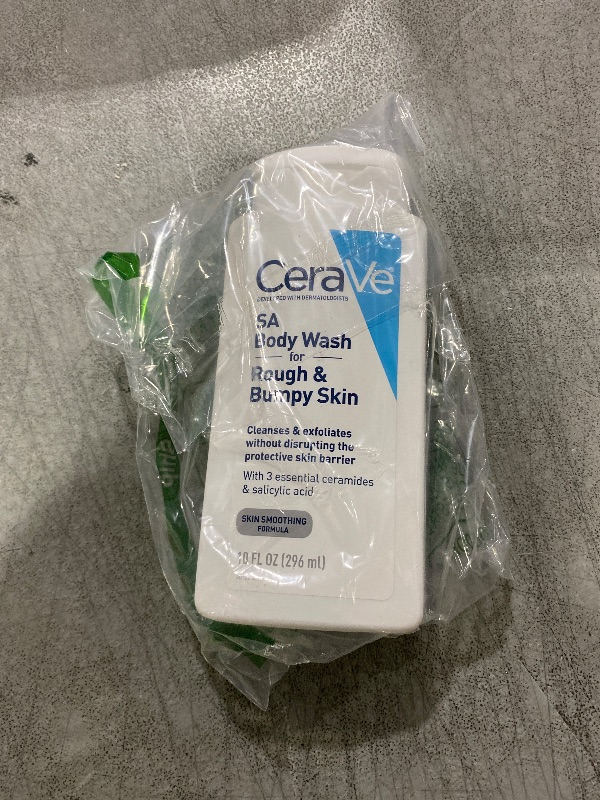 CeraVe
DEVELOPED WITH DERMATOLOGISTS
SA
Body Wash
for
Rough &
Bumpy Skin
Cleanses & exfoliates
without disrupting the
protective skin barrier
With 3 essential ceramides
& salicylic acid
SKIN SMOOTHING
FORMULA
10 FL OZ (296 ml)